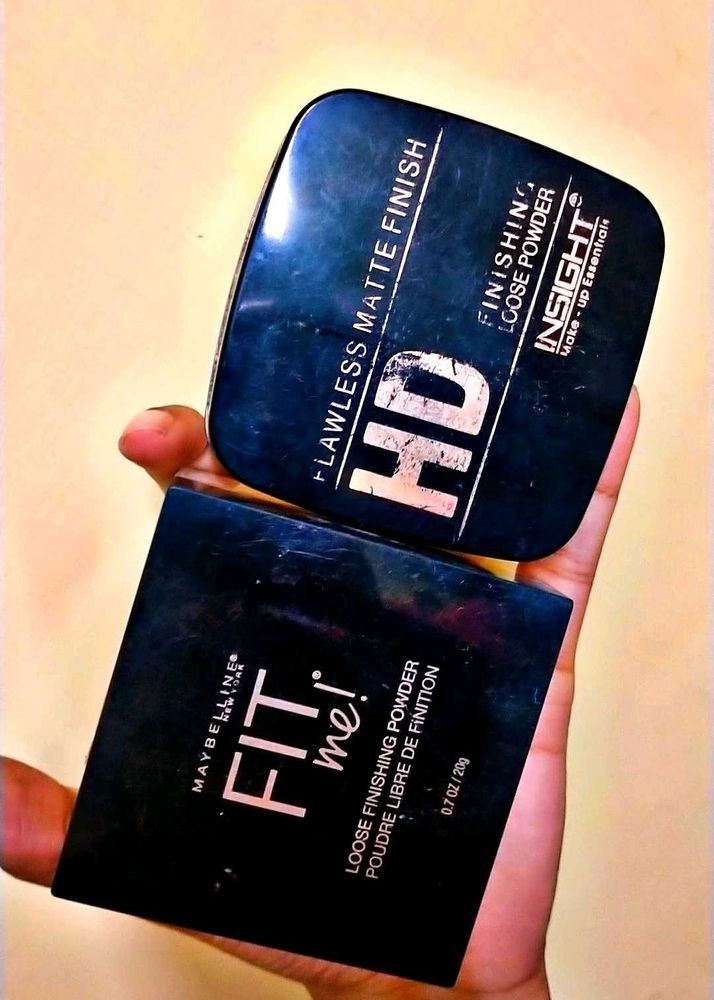 FLAWLESS MATTE FINISH
HD
FINISHING
LOOSE POWDER
INSIGHT®
Make-up Essentials
MAYBELLINE®
NEW YORK
FIT
me!®
LOOSE FINISHING POWDER
POUDRE LIBRE DE FINITION
0.7 OZ / 20g